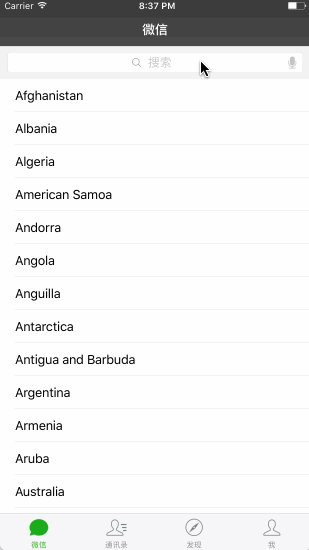 Carrier 8:37 PM
微信
搜索
Afghanistan
Albania
Algeria
American Samoa
Andorra
Angola
Anguilla
Antarctica
Antigua and Barbuda
Argentina
Armenia
Aruba
Australia
微信 通讯录 发现 我